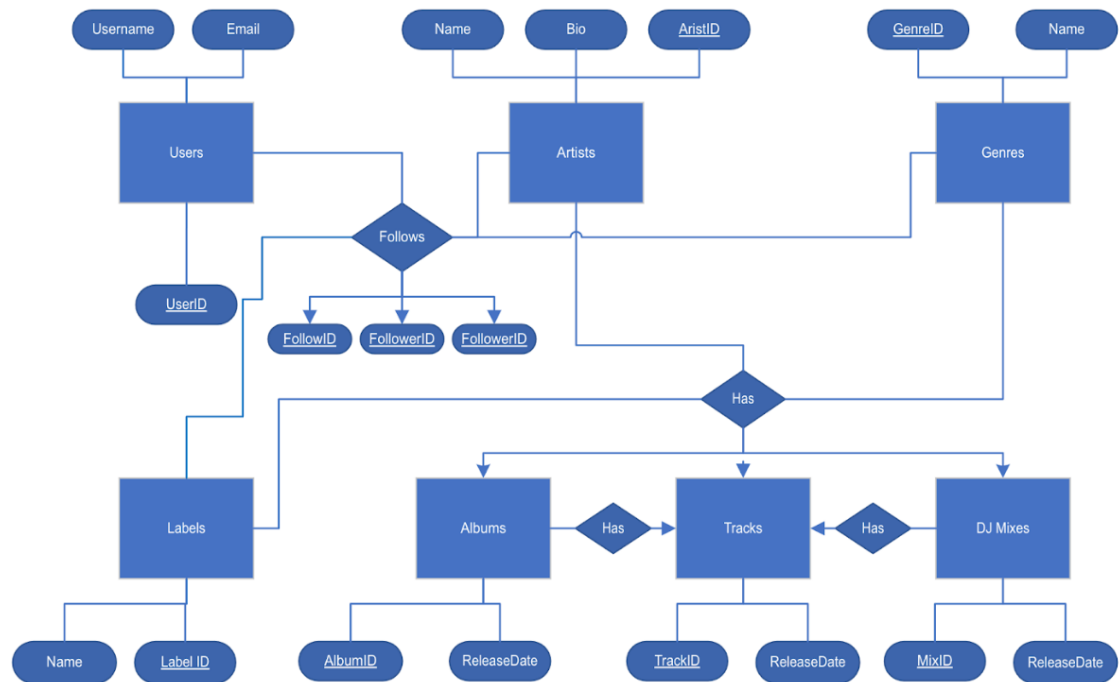 Username
Email
Name
Bio
AristID
GenreID
Name
Users
Artists
Genres
Follows
UserID
FollowID
FollowerID
FollowerID
Has
Labels
Albums
Has
Tracks
Has
DJ Mixes
Name
Label ID
AlbumID
ReleaseDate
TrackID
ReleaseDate
MixID
ReleaseDate